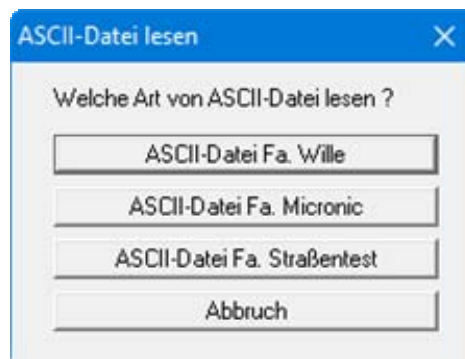 ASCII-Datei lesen
Welche Art von ASCII-Datei lesen ?
ASCII-Datei Fa. Wille
ASCII-Datei Fa. Micronic
ASCII-Datei Fa. Straßentest
Abbruch